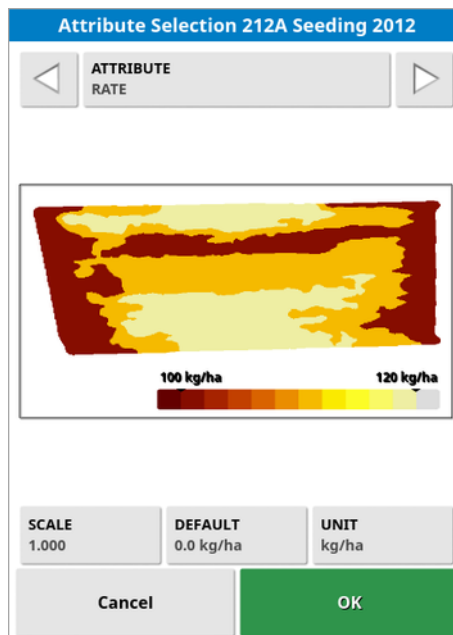 Attribute Selection 212A Seeding 2012
ATTRIBUTE
RATE
100 kg/ha 120 kg/ha
SCALE DEFAULT UNIT
1.000 0.0 kg/ha kg/ha
Cancel OK